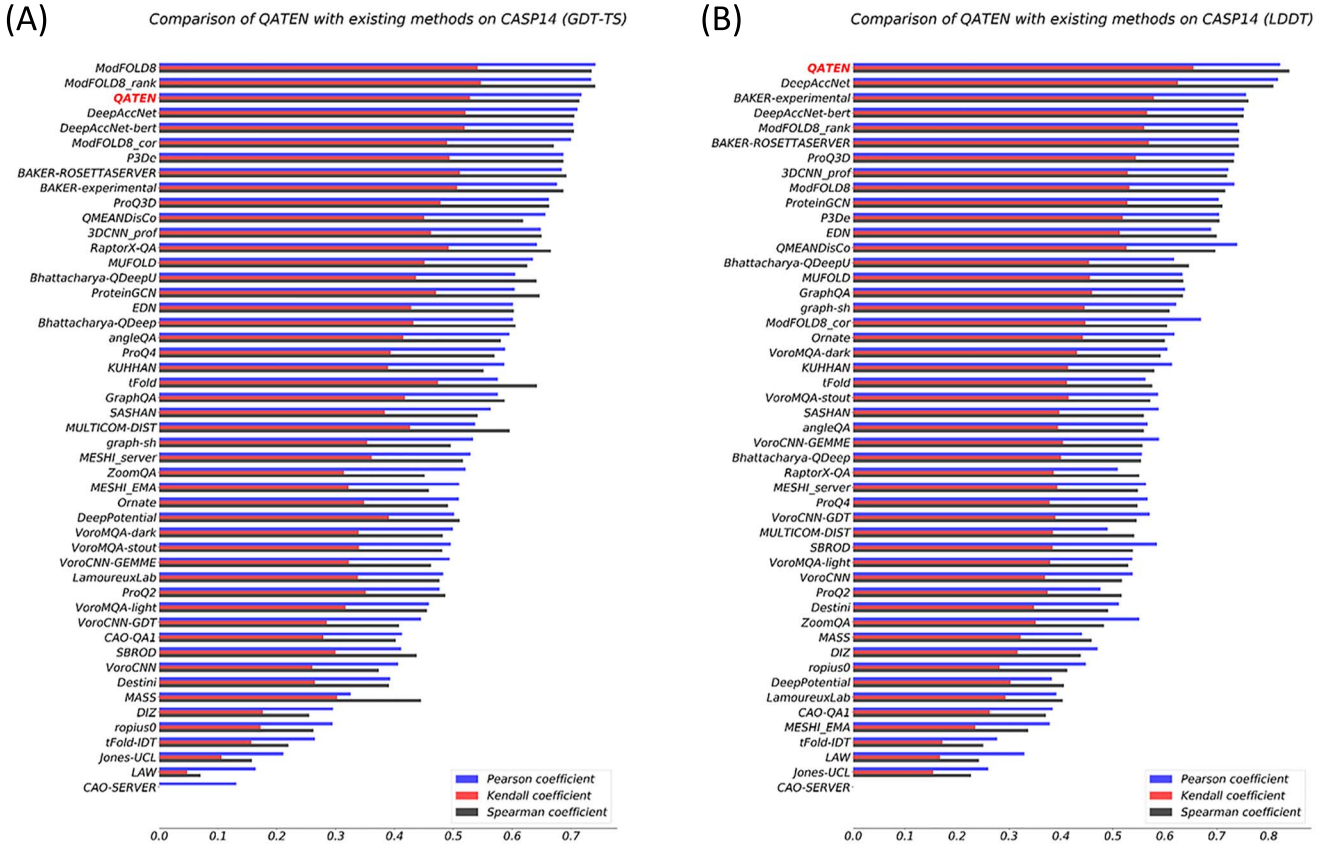 (A)
Comparison of QATEN with existing methods on CASP14 (GDT-TS)
ModFOLD8
ModFOLD8_rank
QATEN
DeepAccNet
DeepAccNet-bert
ModFOLD8_cor
P3De
BAKER-ROSETTASERVER
BAKER-experimental
ProQ3D
QMEANDisCo
3DCNN_prof
RaptorX-QA
MUFOLD
Bhattacharya-QDeepU
ProteinGCN
EDN
Bhattacharya-QDeep
angleQA
ProQ4
KUHHAN
tFold
GraphQA
SASHAN
MULTICOM-DIST
graph-sh
MESHI_server
ZoomQA
MESHI_EMA
Ornate
DeepPotential
VoroMQA-dark
VoroMQA-stout
VoroCNN-GEMME
LamoureuxLab
ProQ2
VoroMQA-light
VoroCNN-GDT
CAO-QA1
SBROD
VoroCNN
Destini
MASS
DIZ
ropius0
tFold-IDT
Jones-UCL
LAW
CAO-SERVER
Pearson coefficient
Kendall coefficient
Spearman coefficient
0.0 0.1 0.2 0.3 0.4 0.5 0.6 0.7
(B)
Comparison of QATEN with existing methods on CASP14 (LDDT)
QATEN
DeepAccNet
BAKER-experimental
DeepAccNet-bert
ModFOLD8_rank
BAKER-ROSETTASERVER
ProQ3D
3DCNN_prof
ModFOLD8
ProteinGCN
P3De
EDN
QMEANDisCo
Bhattacharya-QDeepU
MUFOLD
GraphQA
graph-sh
ModFOLD8_cor
Ornate
VoroMQA-dark
KUHHAN
tFold
VoroMQA-stout
SASHAN
angleQA
VoroCNN-GEMME
Bhattacharya-QDeep
RaptorX-QA
MESHI_server
ProQ4
VoroCNN-GDT
MULTICOM-DIST
SBROD
VoroMQA-light
VoroCNN
ProQ2
Destini
ZoomQA
MASS
DIZ
ropius0
DeepPotential
LamoureuxLab
CAO-QA1
MESHI_EMA
tFold-IDT
LAW
Jones-UCL
CAO-SERVER
Pearson coefficient
Kendall coefficient
Spearman coefficient
0.0 0.1 0.2 0.3 0.4 0.5 0.6 0.7 0.8